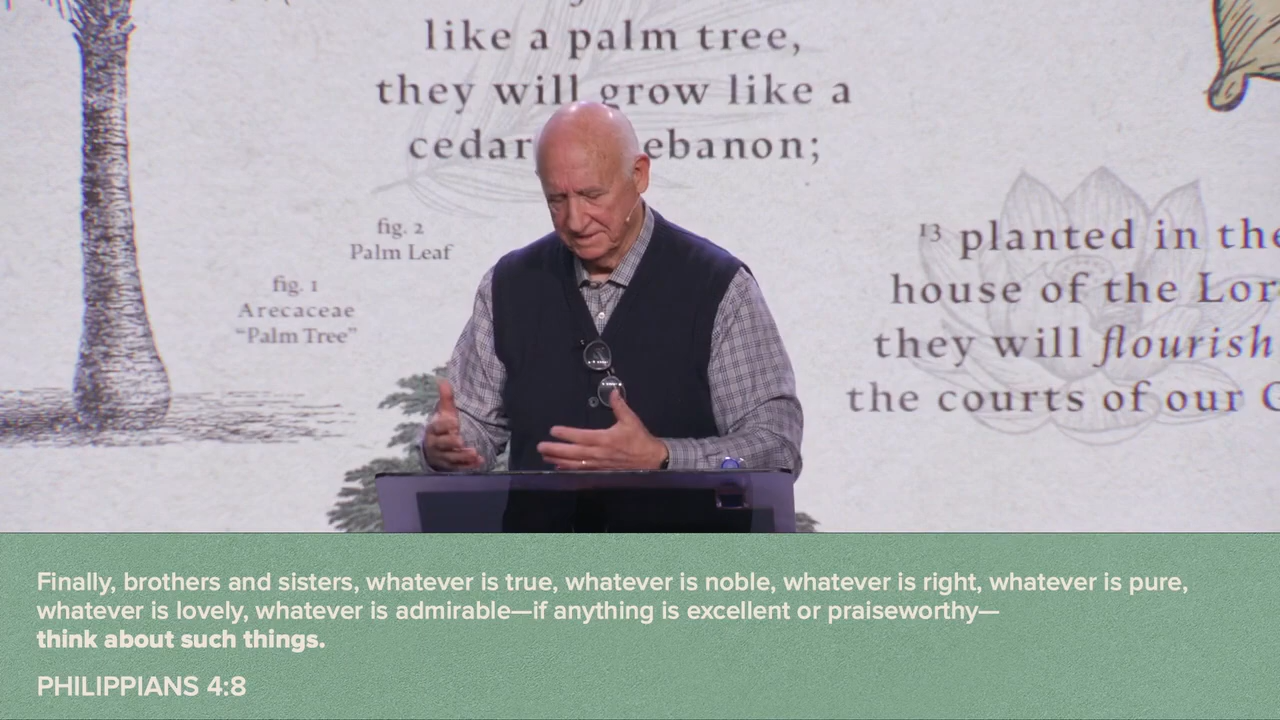 like a palm tree,
they will grow like a
cedar ebanon;
fig. 2
Palm Leaf
fig. 1
Arecaceae
“Palm Tree”
13 planted in the
house of the Lor
they will flourish
the courts of our G
Finally, brothers and sisters, whatever is true, whatever is noble, whatever is right, whatever is pure,
whatever is lovely, whatever is admirable—if anything is excellent or praiseworthy—
think about such things.
PHILIPPIANS 4:8